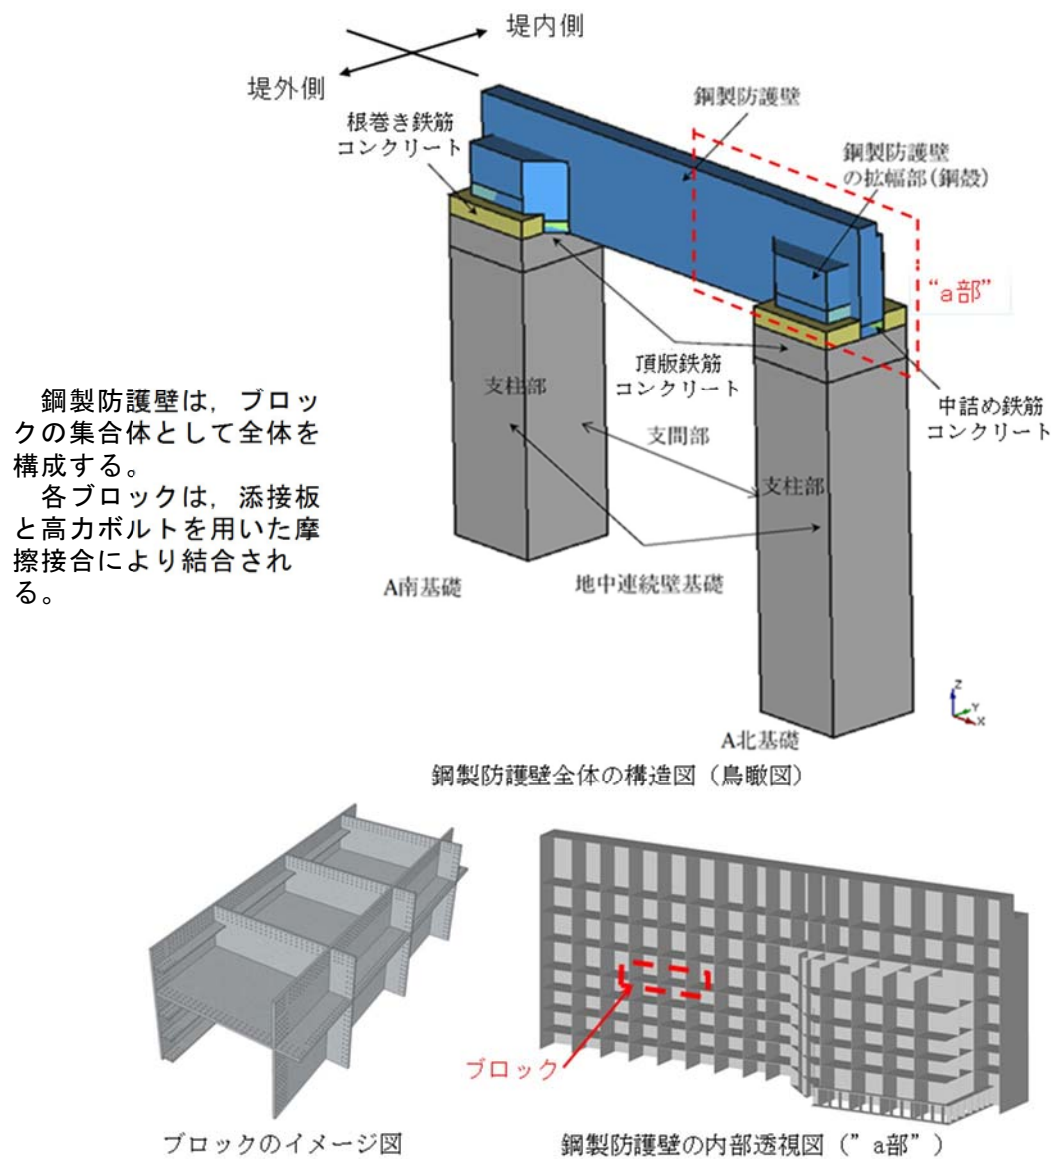 堤内側
堤外側
鋼製防護壁
根巻き鉄筋
コンクリート
鋼製防護壁
の拡幅部(鋼殻)
“a部”
頂版鉄筋
コンクリート
中詰め鉄筋
コンクリート
支柱部
支間部
支柱部
鋼製防護壁は，ブロッ
クの集合体として全体を
構成する。
各ブロックは，添接板
と高力ボルトを用いた摩
擦接合により結合され
る。
A南基礎
地中連続壁基礎
A北基礎
Z
Y
X
鋼製防護壁全体の構造図（鳥瞰図）
ブロック
ブロックのイメージ図
鋼製防護壁の内部透視図（”a部”）